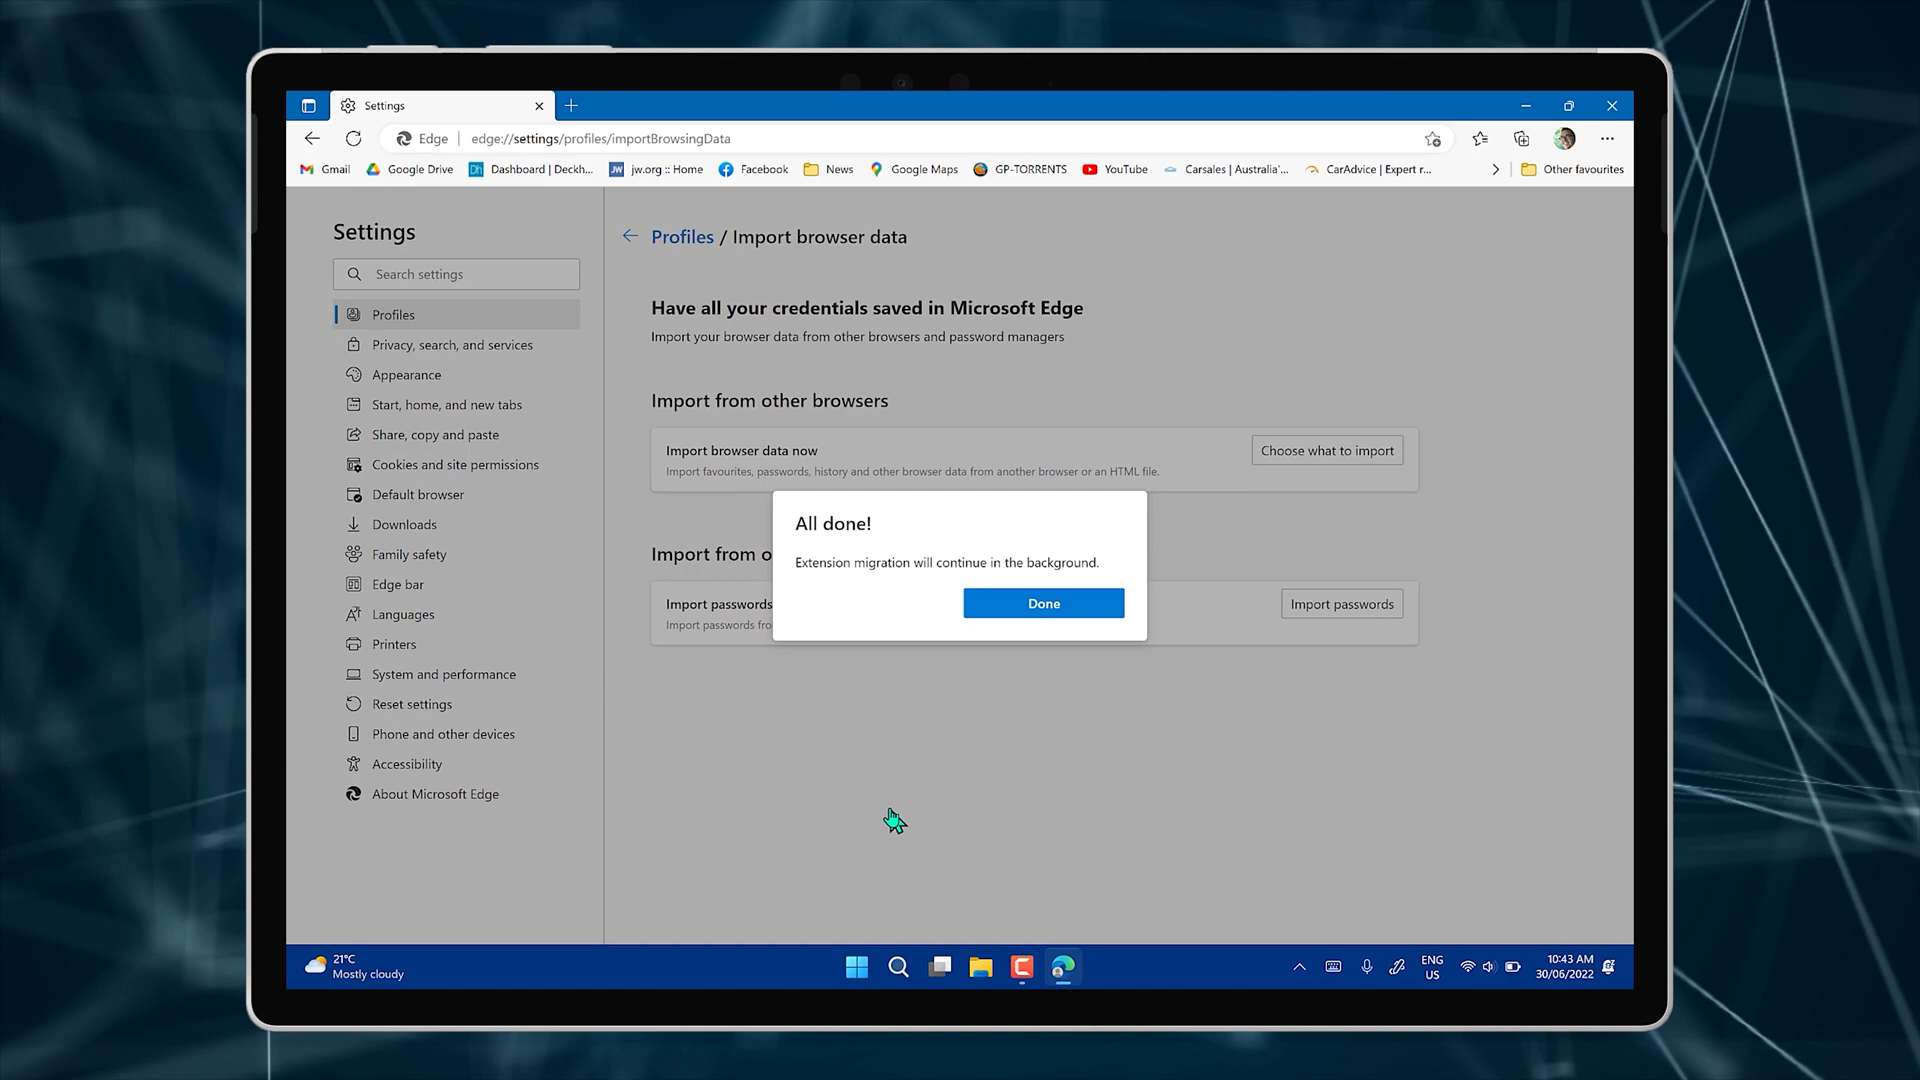 Settings
Edge
edge://settings/profiles/importBrowsingData
Gmail
Google Drive
Dashboard | Deckh...
jw.org :: Home
Facebook
News
Google Maps
GP-TORRENTS
YouTube
Carsales | Australia'...
CarAdvice | Expert r...
Other favourites
Settings
Search settings
Profiles
Privacy, search, and services
Appearance
Start, home, and new tabs
Share, copy and paste
Cookies and site permissions
Default browser
Downloads
Family safety
Edge bar
Languages
Printers
System and performance
Reset settings
Phone and other devices
Accessibility
About Microsoft Edge
Profiles / Import browser data
Have all your credentials saved in Microsoft Edge
Import your browser data from other browsers and password managers
Import from other browsers
Import browser data now
Import favourites, passwords, history and other browser data from another browser or an HTML file.
Choose what to import
Import from o
Import passwords
Import passwords fro
Import passwords
All done!
Extension migration will continue in the background.
Done
21°C
Mostly cloudy
ENG
US
10:43 AM
30/06/2022